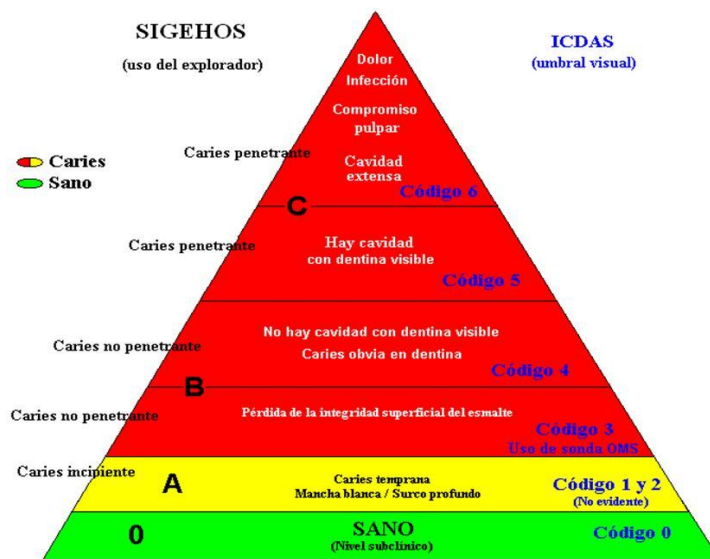 SIGEHOS
(uso del explorador)
ICDAS
(umbral visual)
Caries
Sano
Dolor
Infección
Compromiso
pulpar
Caries penetrante
Cavidad
extensa
Código 6
C
Caries penetrante
Hay cavidad
con dentina visible
Código 5
Caries no penetrante
No hay cavidad con dentina visible
Caries obvia en dentina
Código 4
B
Caries no penetrante
Pérdida de la integridad superficial del esmalte
Código 3
Uso de sonda OMS
Caries incipiente
A
Caries temprana
Mancha blanca / Surco profundo
Código 1 y 2
(No evidente)
0
SANO
(Nivel subclínico)
Código 0